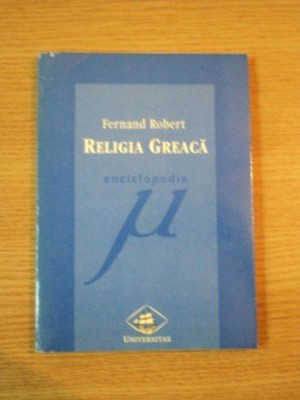 Fernand Robert
RELIGIA GREACĂ
enciclopedia
μ
UNIVERSITAS